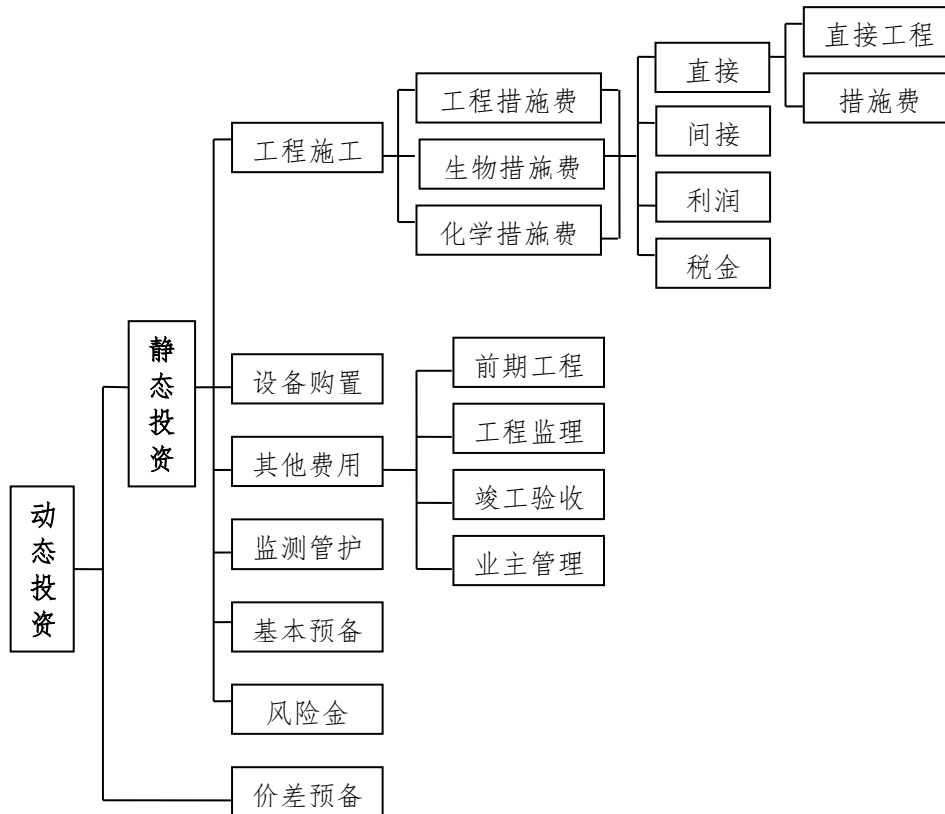 直接工程
措施费
直接
间接
利润
税金
工程措施费
生物措施费
化学措施费
工程施工
静态投资
设备购置
其他费用
监测管护
基本预备
风险金
前期工程
工程监理
竣工验收
业主管理
动态投资
价差预备